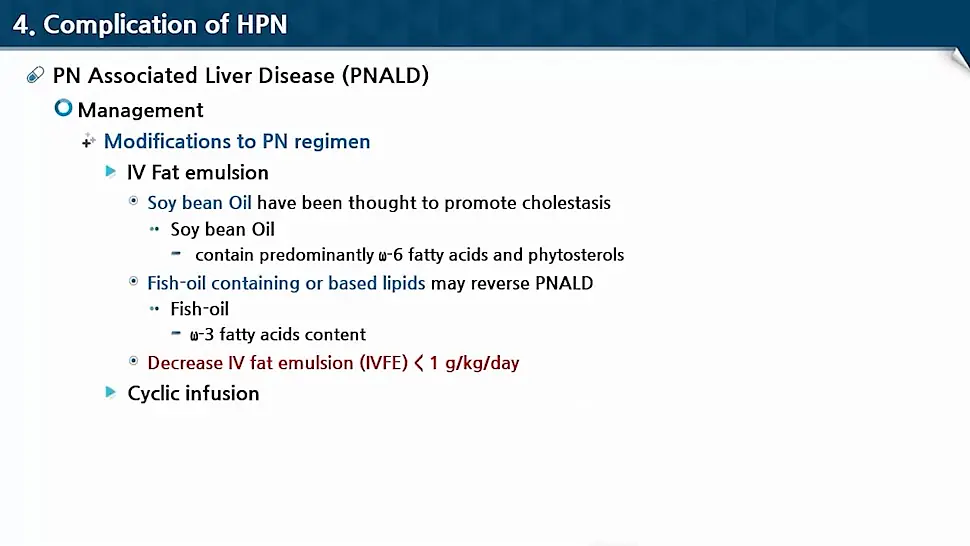 4. Complication of HPN
PN Associated Liver Disease (PNALD)
Management
Modifications to PN regimen
IV Fat emulsion
Soy bean Oil have been thought to promote cholestasis
Soy bean Oil
contain predominantly ω-6 fatty acids and phytosterols
Fish-oil containing or based lipids may reverse PNALD
Fish-oil
ω-3 fatty acids content
Decrease IV fat emulsion (IVFE) < 1 g/kg/day
Cyclic infusion